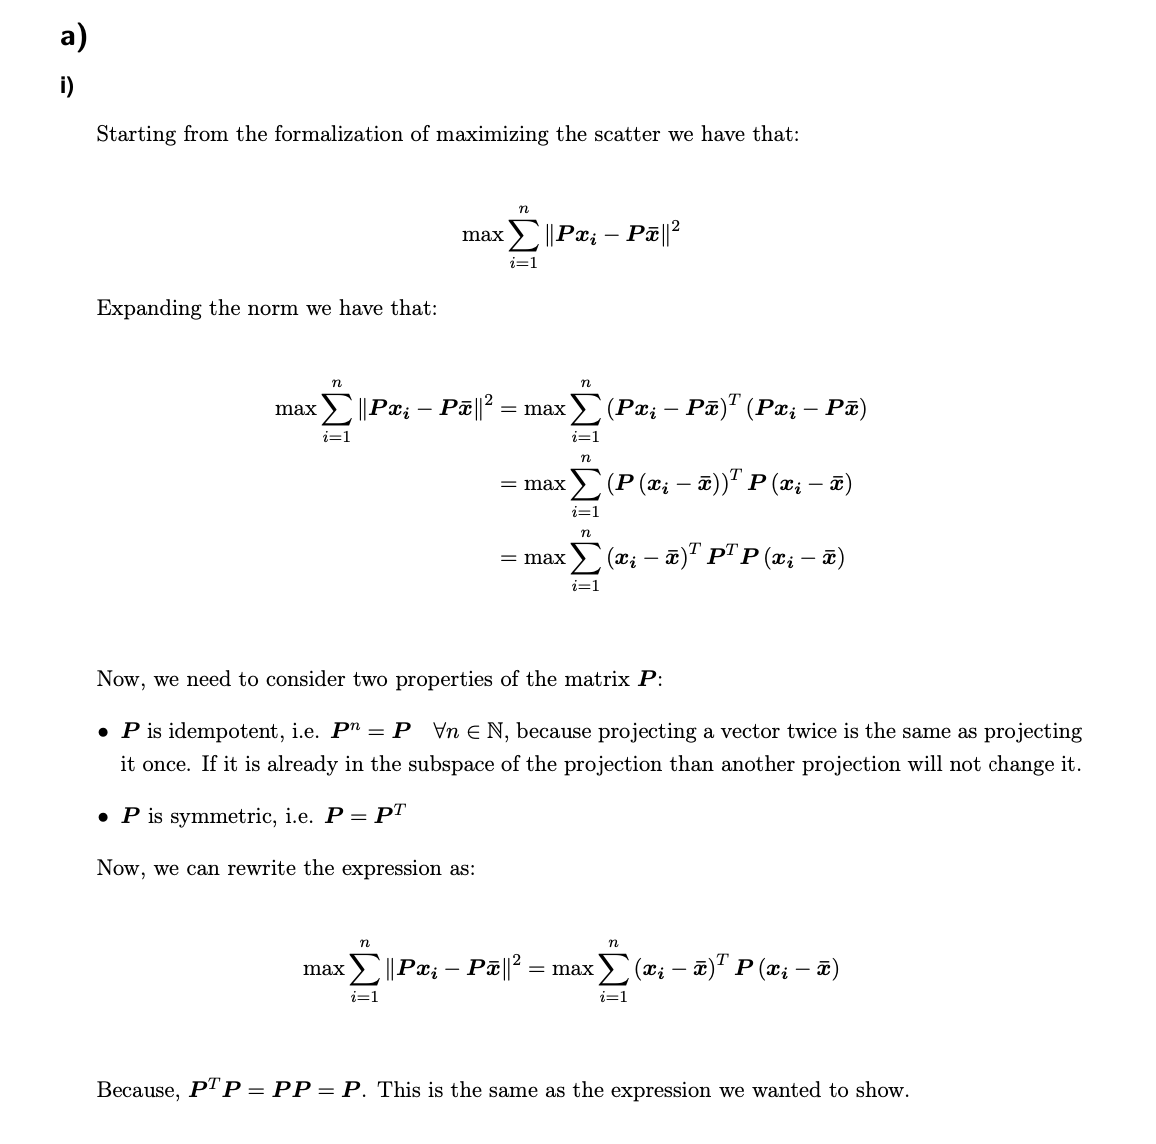 a)
i)
Starting from the formalization of maximizing the scatter we have that:
$$\max \sum_{i=1}^{n} \| \boldsymbol{P}\boldsymbol{x_i} - \boldsymbol{P}\bar{\boldsymbol{x}} \|^2$$
Expanding the norm we have that:
$$\max \sum_{i=1}^{n} \| \boldsymbol{P}\boldsymbol{x_i} - \boldsymbol{P}\bar{\boldsymbol{x}} \|^2 = \max \sum_{i=1}^{n} (\boldsymbol{P}\boldsymbol{x_i} - \boldsymbol{P}\bar{\boldsymbol{x}})^T (\boldsymbol{P}\boldsymbol{x_i} - \boldsymbol{P}\bar{\boldsymbol{x}})$$
$$= \max \sum_{i=1}^{n} (\boldsymbol{P}(\boldsymbol{x_i} - \bar{\boldsymbol{x}}))^T \boldsymbol{P}(\boldsymbol{x_i} - \bar{\boldsymbol{x}})$$
$$= \max \sum_{i=1}^{n} (\boldsymbol{x_i} - \bar{\boldsymbol{x}})^T \boldsymbol{P}^T \boldsymbol{P}(\boldsymbol{x_i} - \bar{\boldsymbol{x}})$$
Now, we need to consider two properties of the matrix $\boldsymbol{P}$:
• $\boldsymbol{P}$ is idempotent, i.e. $\boldsymbol{P}^n = \boldsymbol{P} \quad \forall n \in \mathbb{N}$, because projecting a vector twice is the same as projecting
it once. If it is already in the subspace of the projection than another projection will not change it.
• $\boldsymbol{P}$ is symmetric, i.e. $\boldsymbol{P} = \boldsymbol{P}^T$
Now, we can rewrite the expression as:
$$\max \sum_{i=1}^{n} \| \boldsymbol{P}\boldsymbol{x_i} - \boldsymbol{P}\bar{\boldsymbol{x}} \|^2 = \max \sum_{i=1}^{n} (\boldsymbol{x_i} - \bar{\boldsymbol{x}})^T \boldsymbol{P}(\boldsymbol{x_i} - \bar{\boldsymbol{x}})$$
Because, $\boldsymbol{P}^T \boldsymbol{P} = \boldsymbol{P}\boldsymbol{P} = \boldsymbol{P}$. This is the same as the expression we wanted to show.